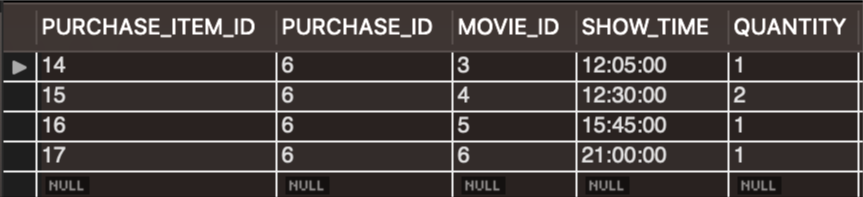 PURCHASE_ITEM_ID PURCHASE_ID MOVIE_ID SHOW_TIME QUANTITY
14 6 3 12:05:00 1
15 6 4 12:30:00 2
16 6 5 15:45:00 1
17 6 6 21:00:00 1
NULL NULL NULL NULL NULL